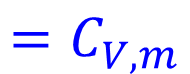 = C_{V,m}